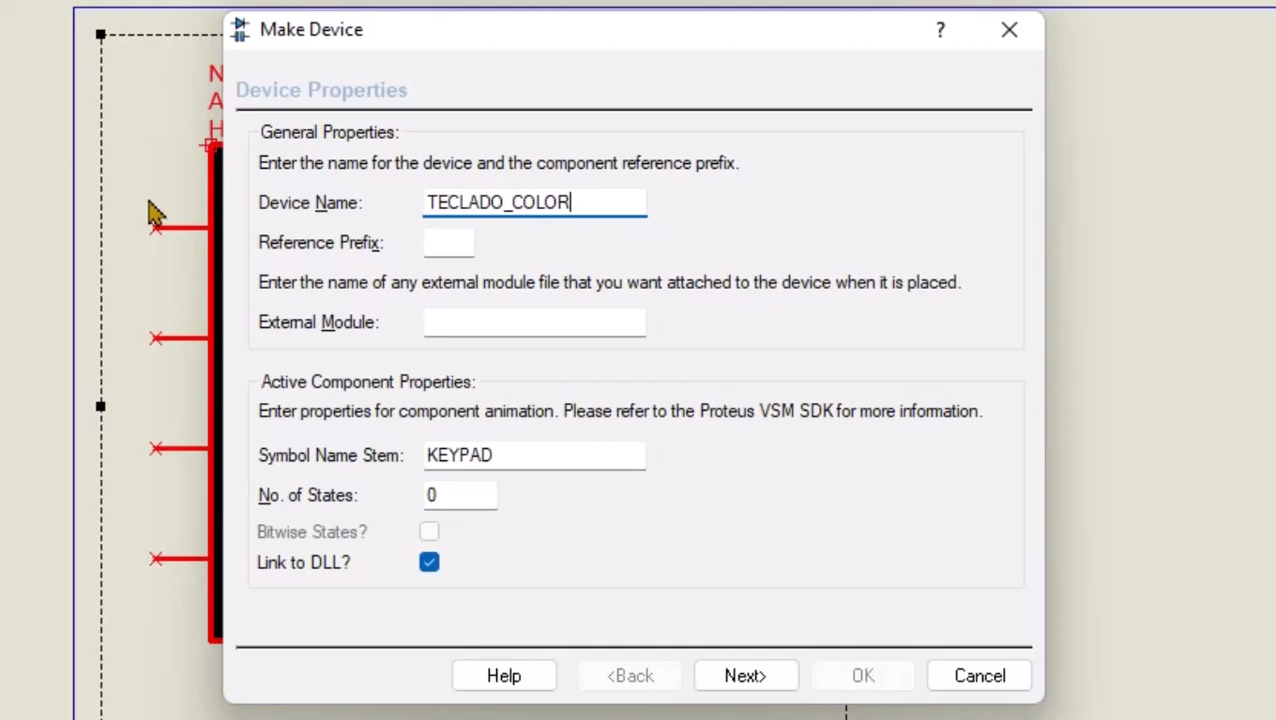 Make Device
?
Device Properties
General Properties:
Enter the name for the device and the component reference prefix.
Device Name: TECLADO_COLOR
Reference Prefix:
Enter the name of any external module file that you want attached to the device when it is placed.
External Module:
Active Component Properties:
Enter properties for component animation. Please refer to the Proteus VSM SDK for more information.
Symbol Name Stem: KEYPAD
No. of States: 0
Bitwise States?
Link to DLL?
Help <Back Next> OK Cancel
N
A
H